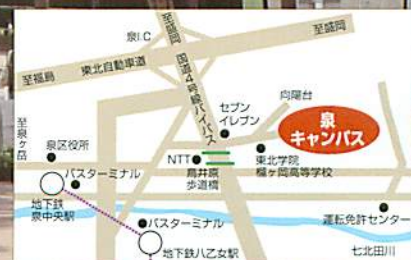 至盛岡
泉I.C
至盛岡
至福島
東北自動車道
国道4号線バイパス
向陽台
セブン
イレブン
泉
キャンパス
至泉ヶ岳
泉区役所
NTT
鳥井原
歩道橋
東北学院
榴ヶ岡高等学校
バスターミナル
地下鉄
泉中央駅
バスターミナル
運転免許センター
地下鉄八乙女駅
七北田川